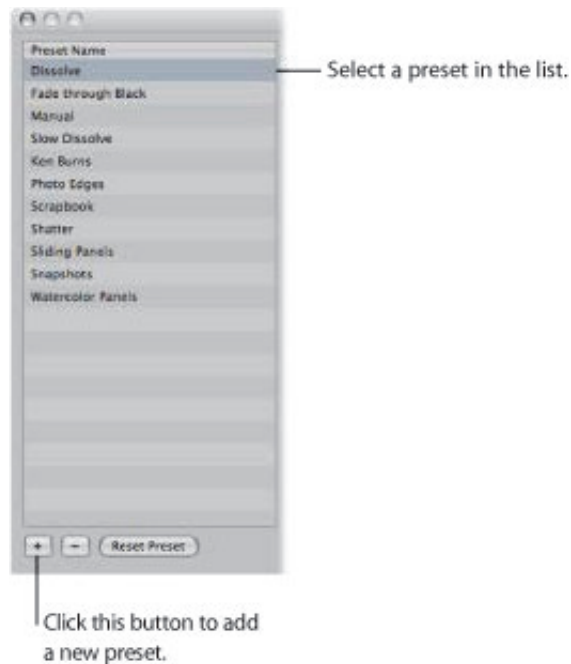 Preset Name
Dissolve
Select a preset in the list.
Fade through Black
Manual
Slow Dissolve
Ken Burns
Photo Edges
Scrapbook
Shutter
Sliding Panels
Snapshots
Watercolor Panels
+ - Reset Preset
Click this button to add
a new preset.